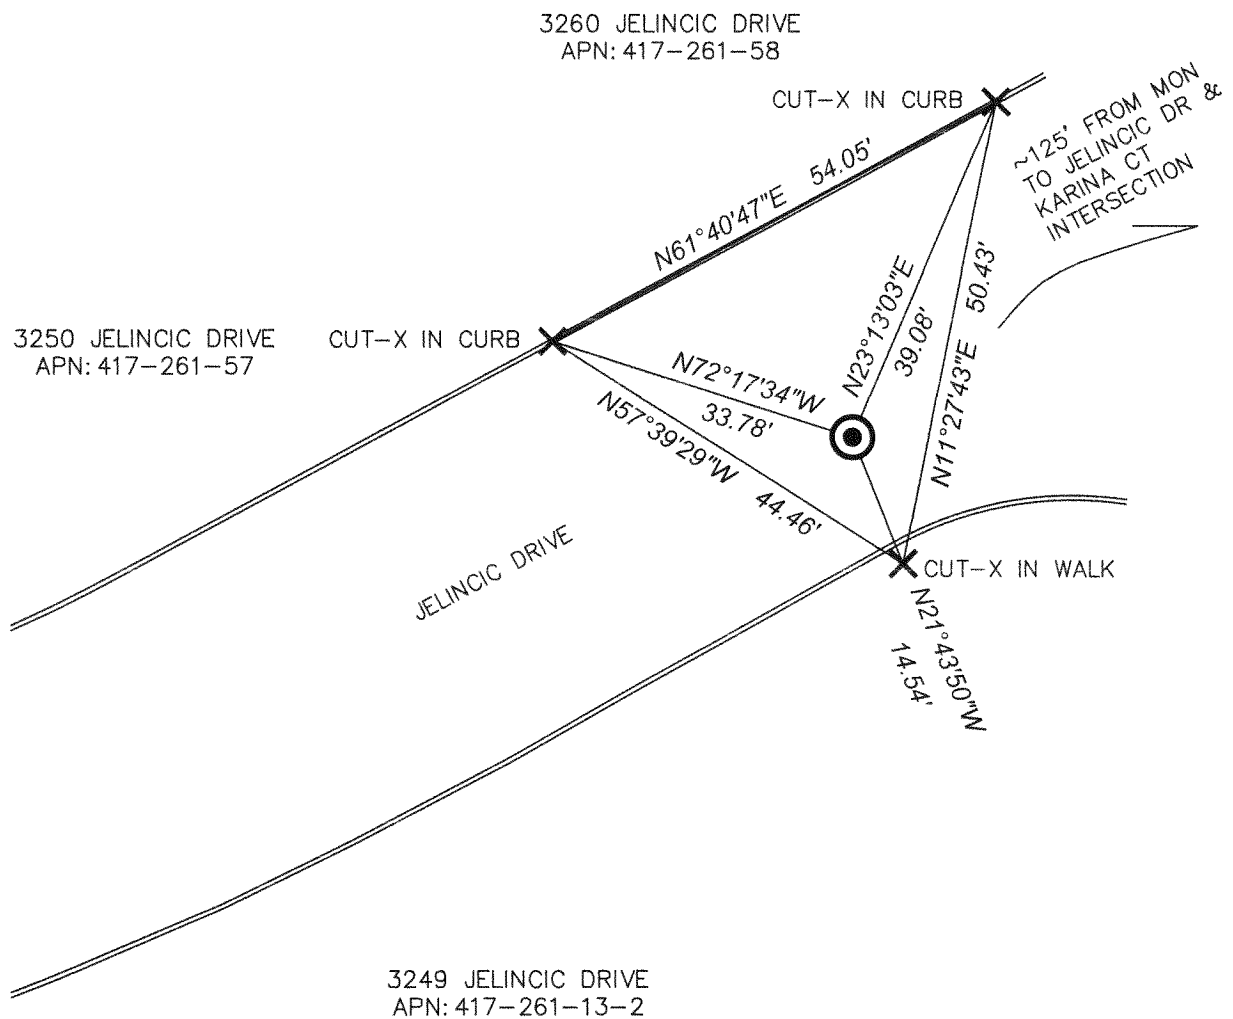 3260 JELINCIC DRIVE
APN: 417-261-58
CUT-X IN CURB
~125' FROM MON
TO JELINCIC DR &
KARINA CT
INTERSECTION
N61°40'47"E 54.05'
3250 JELINCIC DRIVE
APN: 417-261-57
CUT-X IN CURB
N23°13'03"E
39.08'
N11°27'43"E 50.43'
N72°17'34"W
33.78'
N57°39'29"W 44.46'
JELINCIC DRIVE
CUT-X IN WALK
N21°43'50"W
14.54'
3249 JELINCIC DRIVE
APN: 417-261-13-2